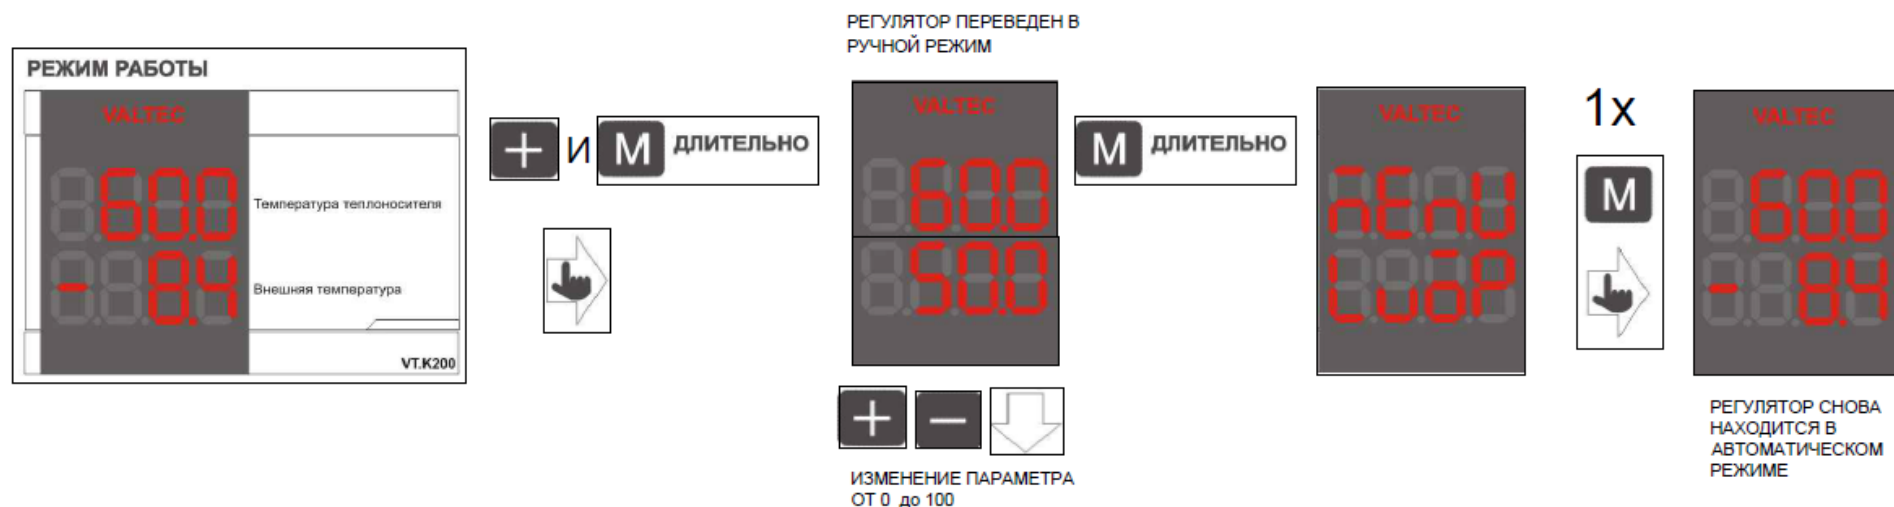 РЕЖИМ РАБОТЫ
VALTEC
60.0
Температура теплоносителя
- 8.4
Внешняя температура
VT.K200
+ И М ДЛИТЕЛЬНО
РЕГУЛЯТОР ПЕРЕВЕДЕН В
РУЧНОЙ РЕЖИМ
VALTEC
60.0
50.0
+ −
ИЗМЕНЕНИЕ ПАРАМЕТРА
ОТ 0 до 100
М ДЛИТЕЛЬНО
VALTEC
1x
М
VALTEC
60.0
- 8.4
РЕГУЛЯТОР СНОВА
НАХОДИТСЯ В
АВТОМАТИЧЕСКОМ
РЕЖИМЕ